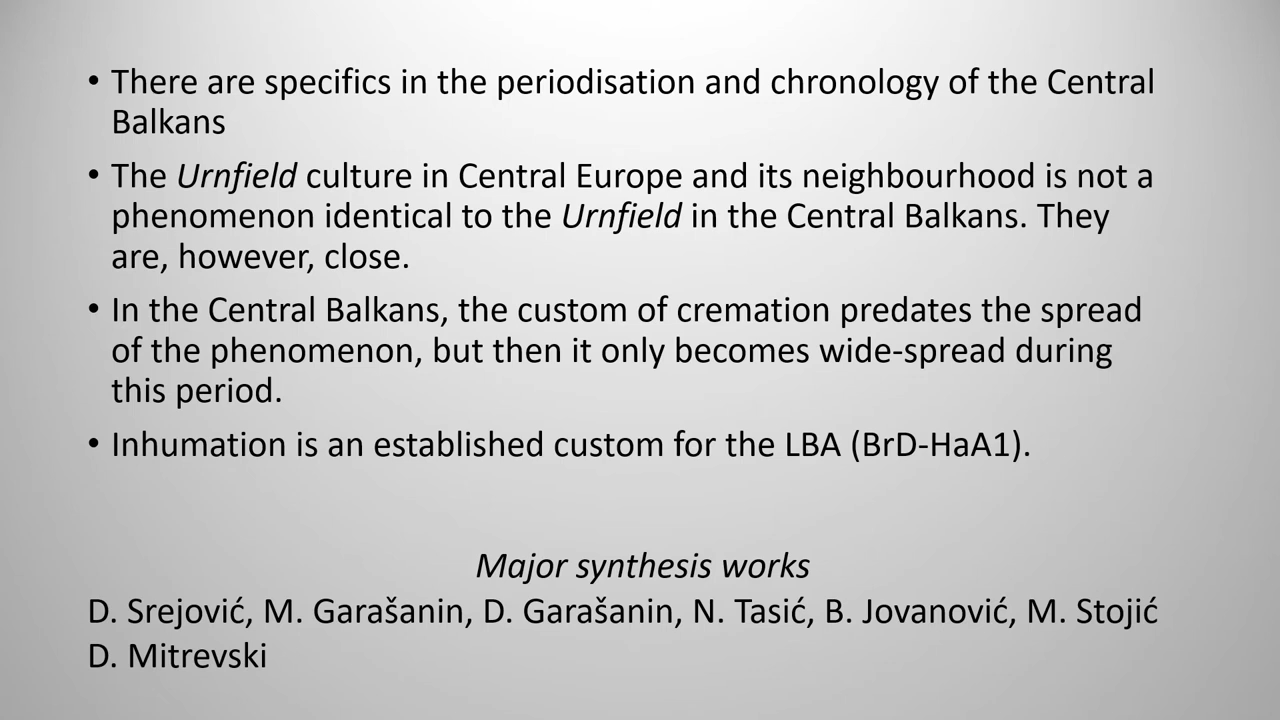 • There are specifics in the periodisation and chronology of the Central
Balkans
• The Urnfield culture in Central Europe and its neighbourhood is not a
phenomenon identical to the Urnfield in the Central Balkans. They
are, however, close.
• In the Central Balkans, the custom of cremation predates the spread
of the phenomenon, but then it only becomes wide-spread during
this period.
• Inhumation is an established custom for the LBA (BrD-HaA1).
Major synthesis works
D. Srejović, M. Garašanin, D. Garašanin, N. Tasić, B. Jovanović, M. Stojić
D. Mitrevski